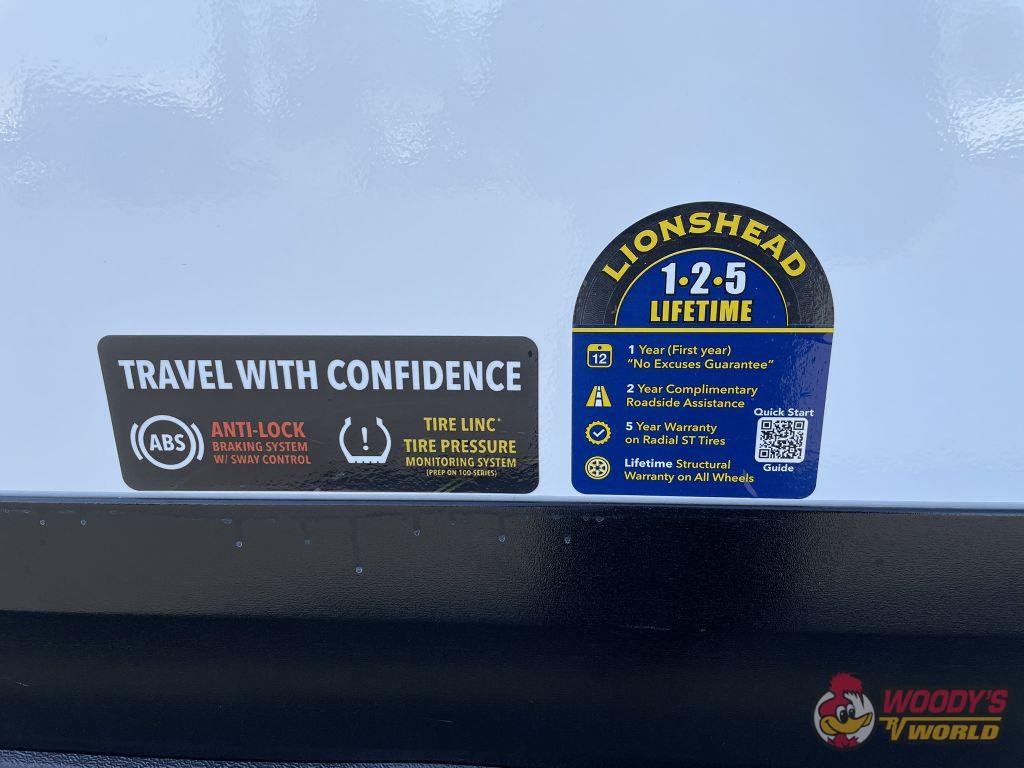 TRAVEL WITH CONFIDENCE
ABS
ANTI-LOCK
BRAKING SYSTEM
W/ SWAY CONTROL
!
TIRE LINC*
TIRE PRESSURE
MONITORING SYSTEM
(PREP ON 100-SERIES)
LIONSHEAD
1•2•5
LIFETIME
12
1 Year (First year)
"No Excuses Guarantee"
2 Year Complimentary
Roadside Assistance
5 Year Warranty
on Radial ST Tires
Lifetime Structural
Warranty on All Wheels
Quick Start
Guide
WOODY'S
RV WORLD